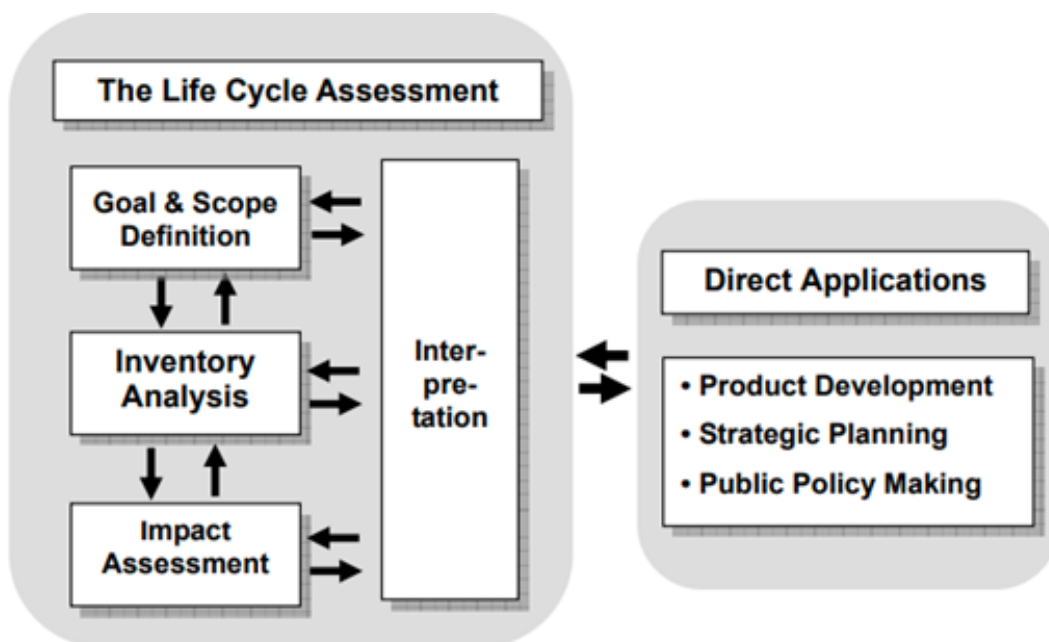 The Life Cycle Assessment
Goal & Scope
Definition
Inventory
Analysis
Impact
Assessment
Inter-
pre-
tation
Direct Applications
• Product Development
• Strategic Planning
• Public Policy Making